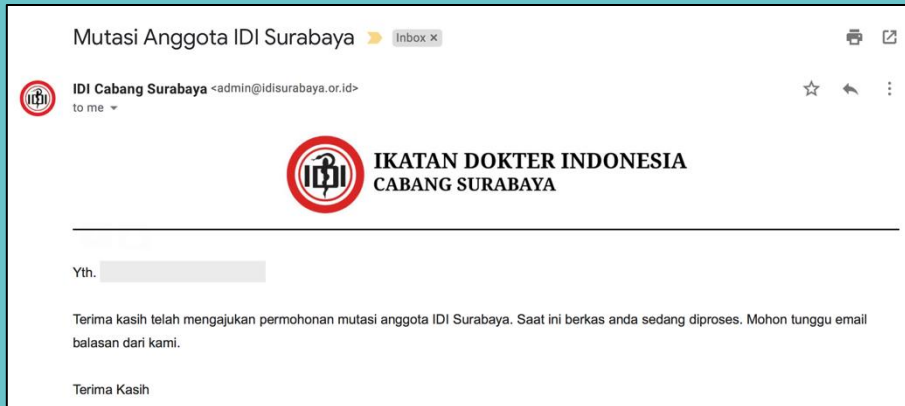 Mutasi Anggota IDI Surabaya
Inbox ×
IDI Cabang Surabaya <admin@idisurabaya.or.id>
to me
IDI
IDI
IKATAN DOKTER INDONESIA
CABANG SURABAYA
Yth.
Terima kasih telah mengajukan permohonan mutasi anggota IDI Surabaya. Saat ini berkas anda sedang diproses. Mohon tunggu email
balasan dari kami.
Terima Kasih